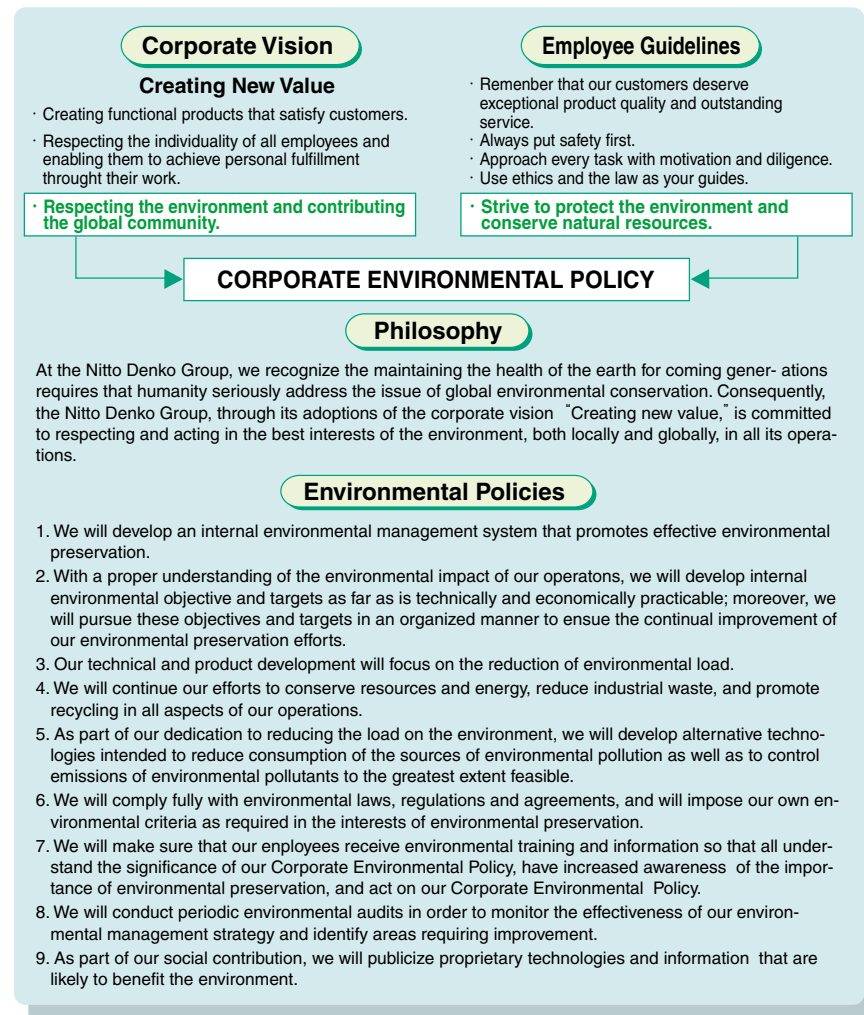 Corporate Vision
Creating New Value
· Creating functional products that satisfy customers.
· Respecting the individuality of all employees and
enabling them to achieve personal fulfillment
throught their work.
· Respecting the environment and contributing
the global community.
Employee Guidelines
· Remenber that our customers deserve
exceptional product quality and outstanding
service.
· Always put safety first.
· Approach every task with motivation and diligence.
· Use ethics and the law as your guides.
· Strive to protect the environment and
conserve natural resources.
CORPORATE ENVIRONMENTAL POLICY
Philosophy
At the Nitto Denko Group, we recognize the maintaining the health of the earth for coming gener- ations
requires that humanity seriously address the issue of global environmental conservation. Consequently,
the Nitto Denko Group, through its adoptions of the corporate vision "Creating new value," is committed
to respecting and acting in the best interests of the environment, both locally and globally, in all its opera-
tions.
Environmental Policies
1. We will develop an internal environmental management system that promotes effective environmental
preservation.
2. With a proper understanding of the environmental impact of our operatons, we will develop internal
environmental objective and targets as far as is technically and economically practicable; moreover, we
will pursue these objectives and targets in an organized manner to ensue the continual improvement of
our environmental preservation efforts.
3. Our technical and product development will focus on the reduction of environmental load.
4. We will continue our efforts to conserve resources and energy, reduce industrial waste, and promote
recycling in all aspects of our operations.
5. As part of our dedication to reducing the load on the environment, we will develop alternative techno-
logies intended to reduce consumption of the sources of environmental pollution as well as to control
emissions of environmental pollutants to the greatest extent feasible.
6. We will comply fully with environmental laws, regulations and agreements, and will impose our own en-
vironmental criteria as required in the interests of environmental preservation.
7. We will make sure that our enployees receive environmental training and information so that all under-
stand the significance of our Corporate Environmental Policy, have increased awareness of the impor-
tance of environmental preservation, and act on our Corporate Environmental Policy.
8. We will conduct periodic environmental audits in order to monitor the effectiveness of our environ-
mental management strategy and identify areas requiring improvement.
9. As part of our social contribution, we will publicize proprietary technologies and information that are
likely to benefit the environment.